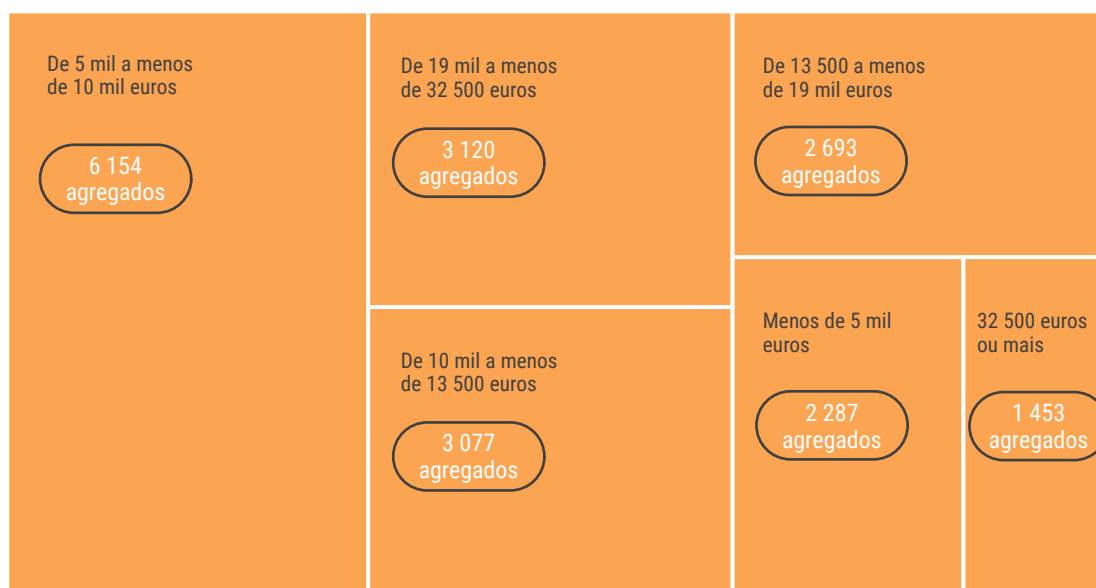 De 5 mil a menos
de 10 mil euros
6 154
agregados
De 19 mil a menos
de 32 500 euros
3 120
agregados
De 10 mil a menos
de 13 500 euros
3 077
agregados
De 13 500 a menos
de 19 mil euros
2 693
agregados
Menos de 5 mil
euros
2 287
agregados
32 500 euros
ou mais
1 453
agregados